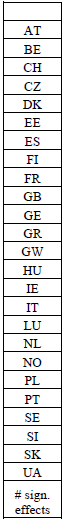 AT
BE
CH
CZ
DK
EE
ES
FI
FR
GB
GE
GR
GW
HU
IE
IT
LU
NL
NO
PL
PT
SE
SI
SK
UA
# sign.
effects